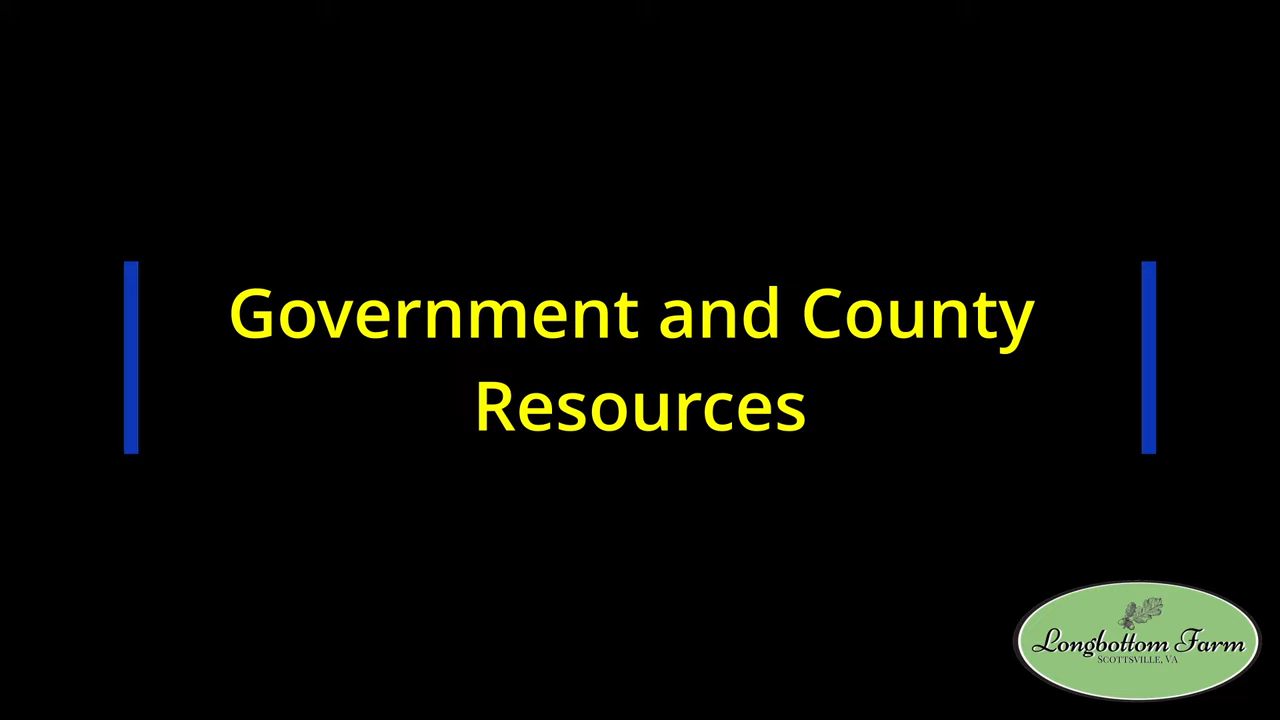 Government and County
Resources
Longbottom Farm
SCOTTSVILLE, VA